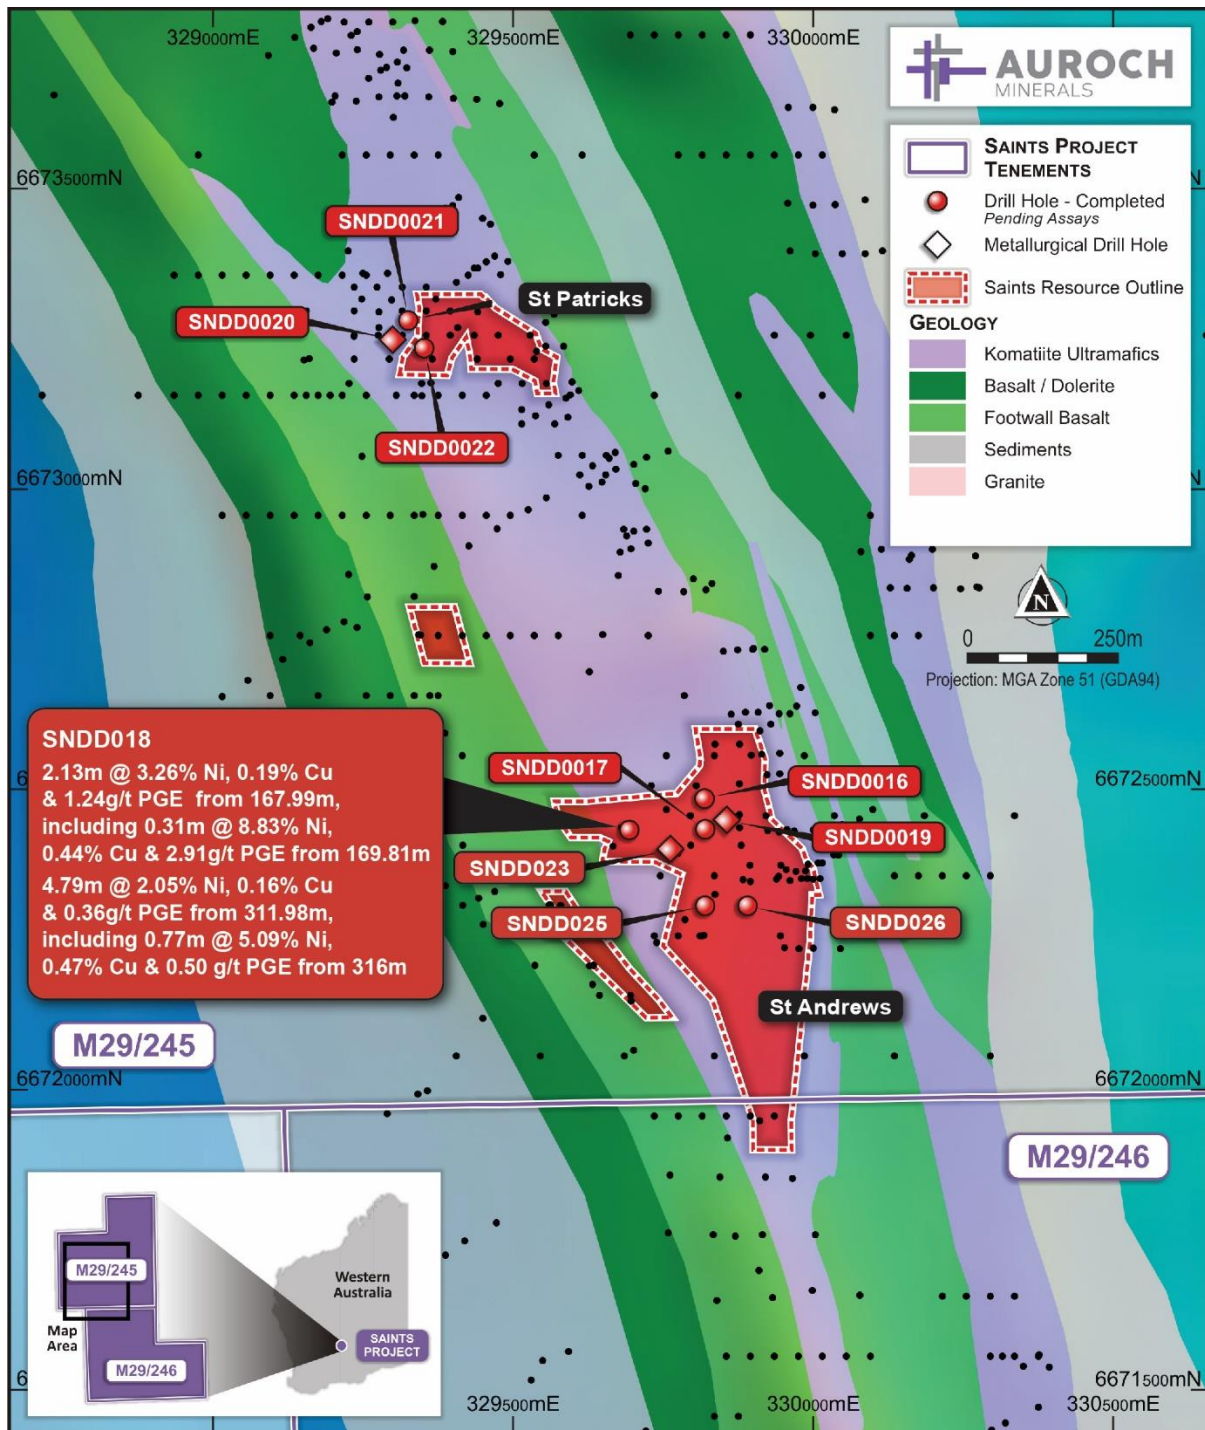 329000mE
329500mE
330000mE
AUROCH
MINERALS
SAINTS PROJECT
TENEMENTS
Drill Hole - Completed
Pending Assays
Metallurgical Drill Hole
Saints Resource Outline
GEOLOGY
Komatiite Ultramafics
Basalt / Dolerite
Footwall Basalt
Sediments
Granite
6673500mN
SNDD0021
St Patricks
SNDD0020
SNDD0022
6673000mN
N
0 250m
Projection: MGA Zone 51 (GDA94)
SNDD018
2.13m @ 3.26% Ni, 0.19% Cu
& 1.24g/t PGE from 167.99m,
including 0.31m @ 8.83% Ni,
0.44% Cu & 2.91g/t PGE from 169.81m
4.79m @ 2.05% Ni, 0.16% Cu
& 0.36g/t PGE from 311.98m,
including 0.77m @ 5.09% Ni,
0.47% Cu & 0.50 g/t PGE from 316m
SNDD0017
SNDD0016
6672500mN
SNDD0019
SNDD023
SNDD025
SNDD026
St Andrews
M29/245
6672000mN
6672000mN
M29/246
M29/245
Map
Area
M29/246
Western
Australia
SAINTS
PROJECT
6671500mN
329500mE
330000mE
330500mE